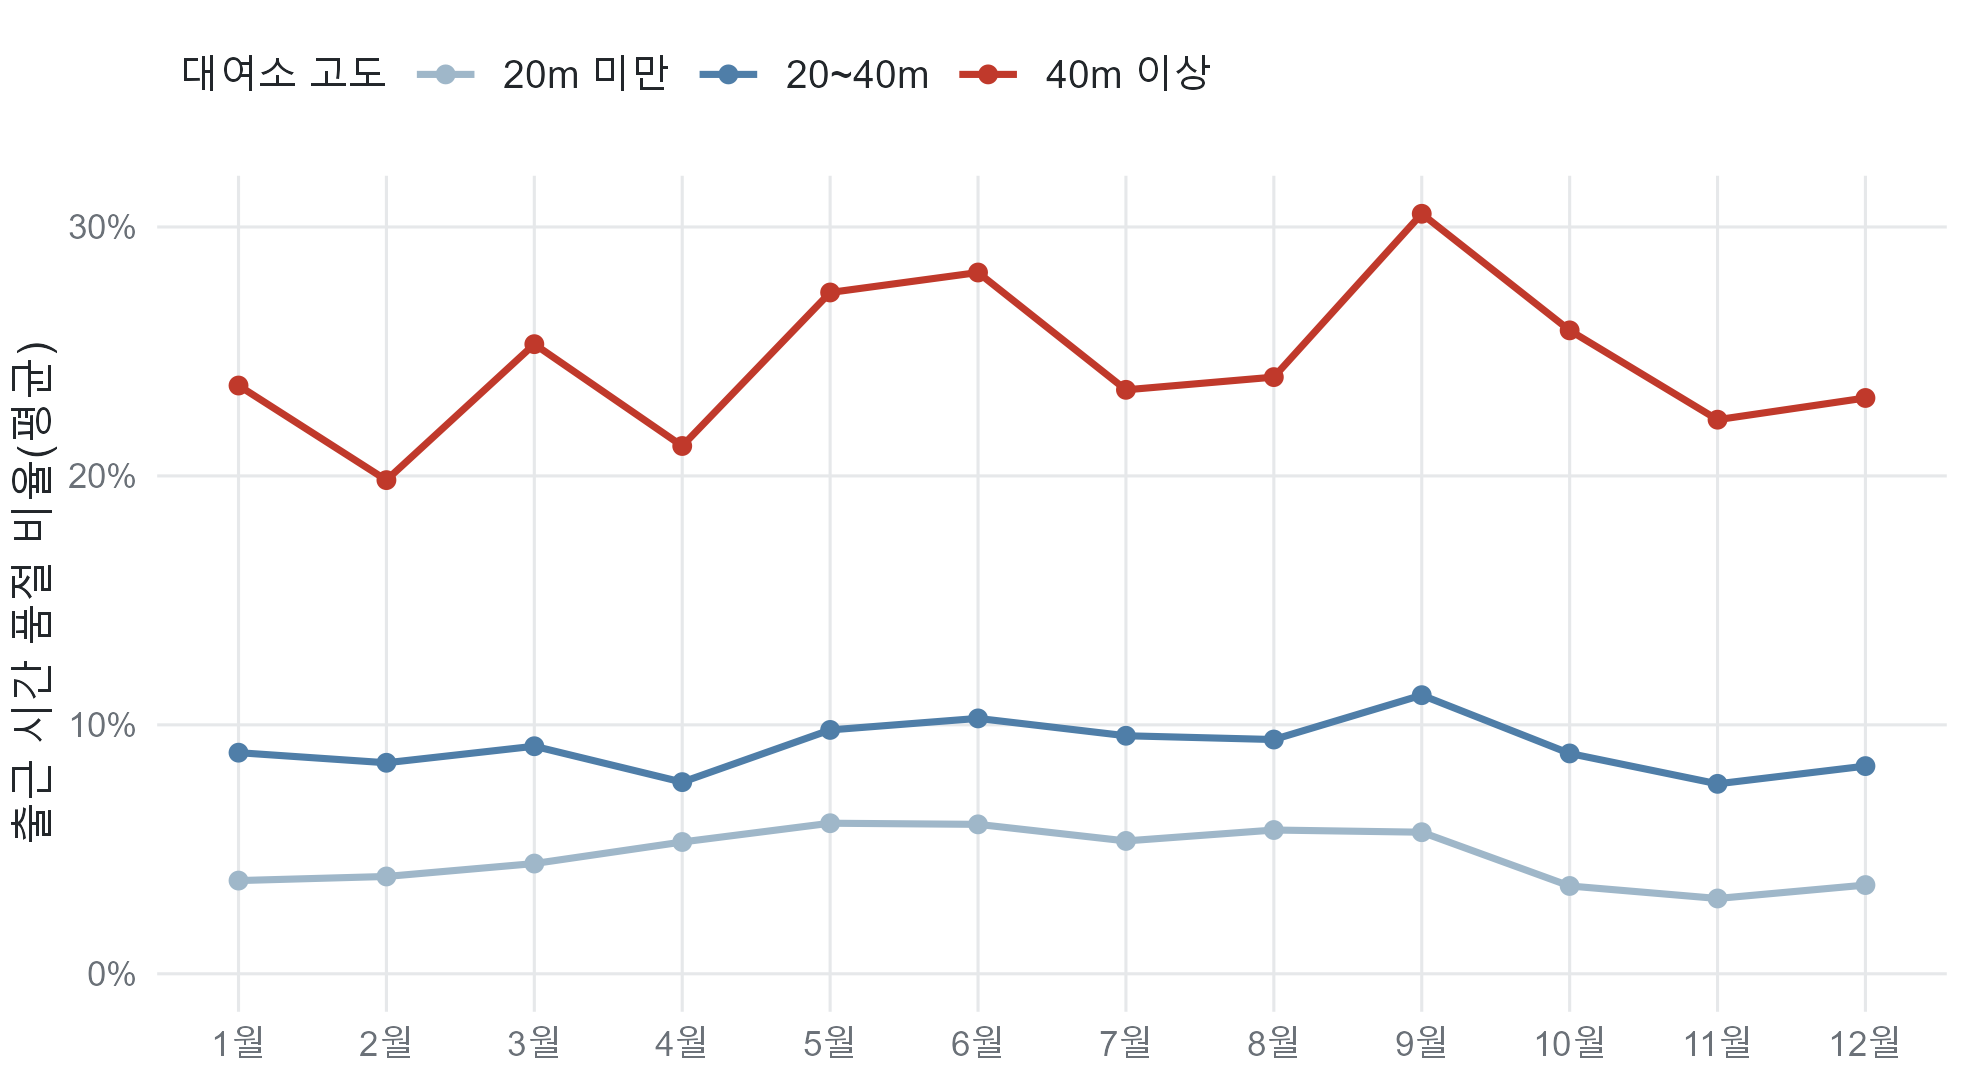 대여소 고도 20m 미만 20~40m 40m 이상
출근 시간 품절 비율(평균)
30%
20%
10%
0%
1월 2월 3월 4월 5월 6월 7월 8월 9월 10월 11월 12월